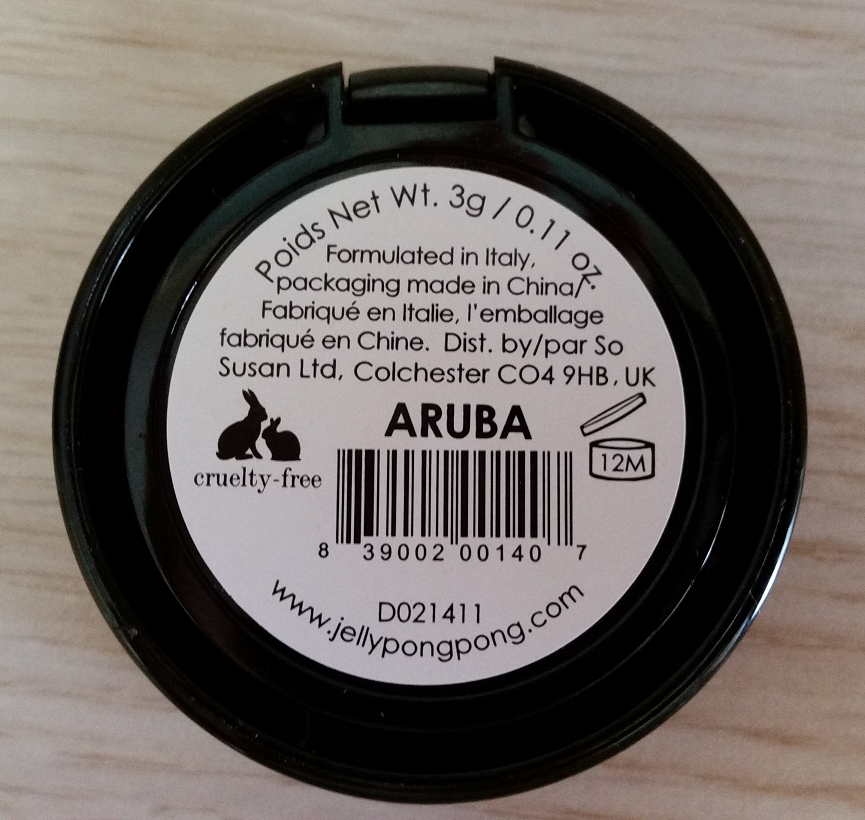 Poids Net Wt. 3g / 0.11 oz.
Formulated in Italy,
packaging made in China/
Fabriqué en Italie, l'emballage
fabriqué en Chine. Dist. by/par So
Susan Ltd, Colchester CO4 9HB, UK
ARUBA
cruelty-free
12M
8 39002 00140 7
D021411
www.jellypongpong.com